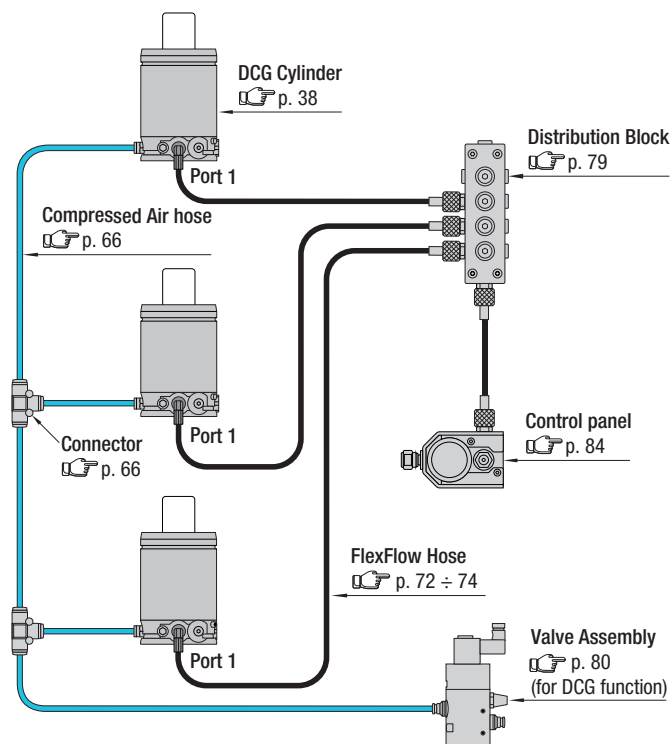 DCG Cylinder
p. 38
Distribution Block
p. 79
Port 1
Compressed Air hose
p. 66
Port 1
Connector
p. 66
Control panel
p. 84
FlexFlow Hose
p. 72 ÷ 74
Port 1
Valve Assembly
p. 80
(for DCG function)